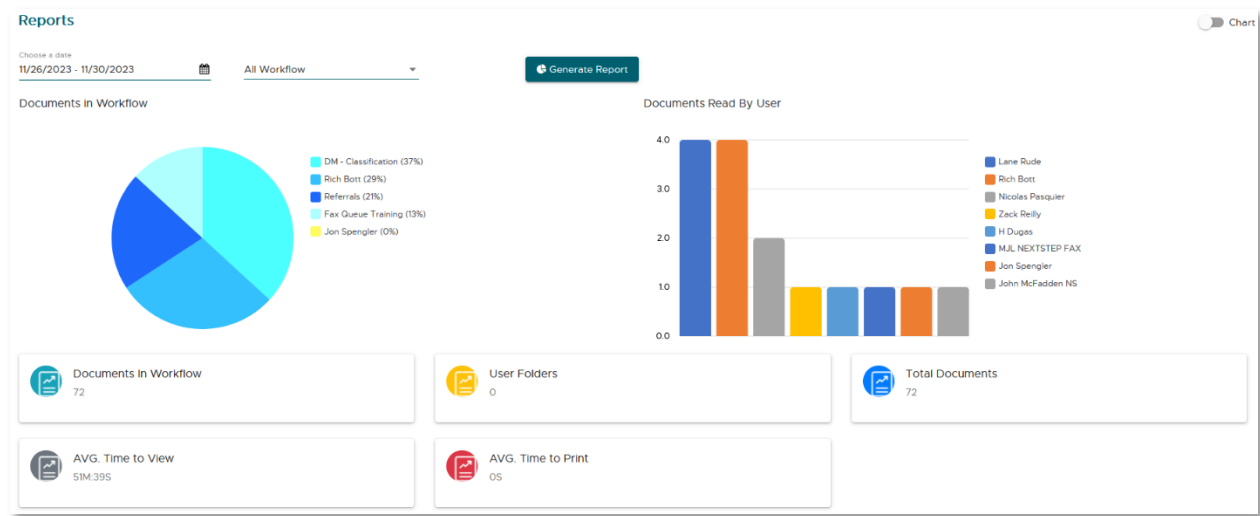 Reports
Chart
Choose a date
11/26/2023 - 11/30/2023
All Workflow
Generate Report
Documents in Workflow
Documents Read By User
DM - Classification (37%)
Rich Bott (29%)
Referrals (21%)
Fax Queue Training (13%)
Jon Spengler (0%)
4.0
3.0
2.0
1.0
0.0
Lane Rude
Rich Bott
Nicolas Pasquier
Zack Reilly
H Dugas
MJL NEXTSTEP FAX
Jon Spengler
John McFadden NS
Documents In Workflow
72
User Folders
0
Total Documents
72
AVG. Time to View
51M:39S
AVG. Time to Print
0S